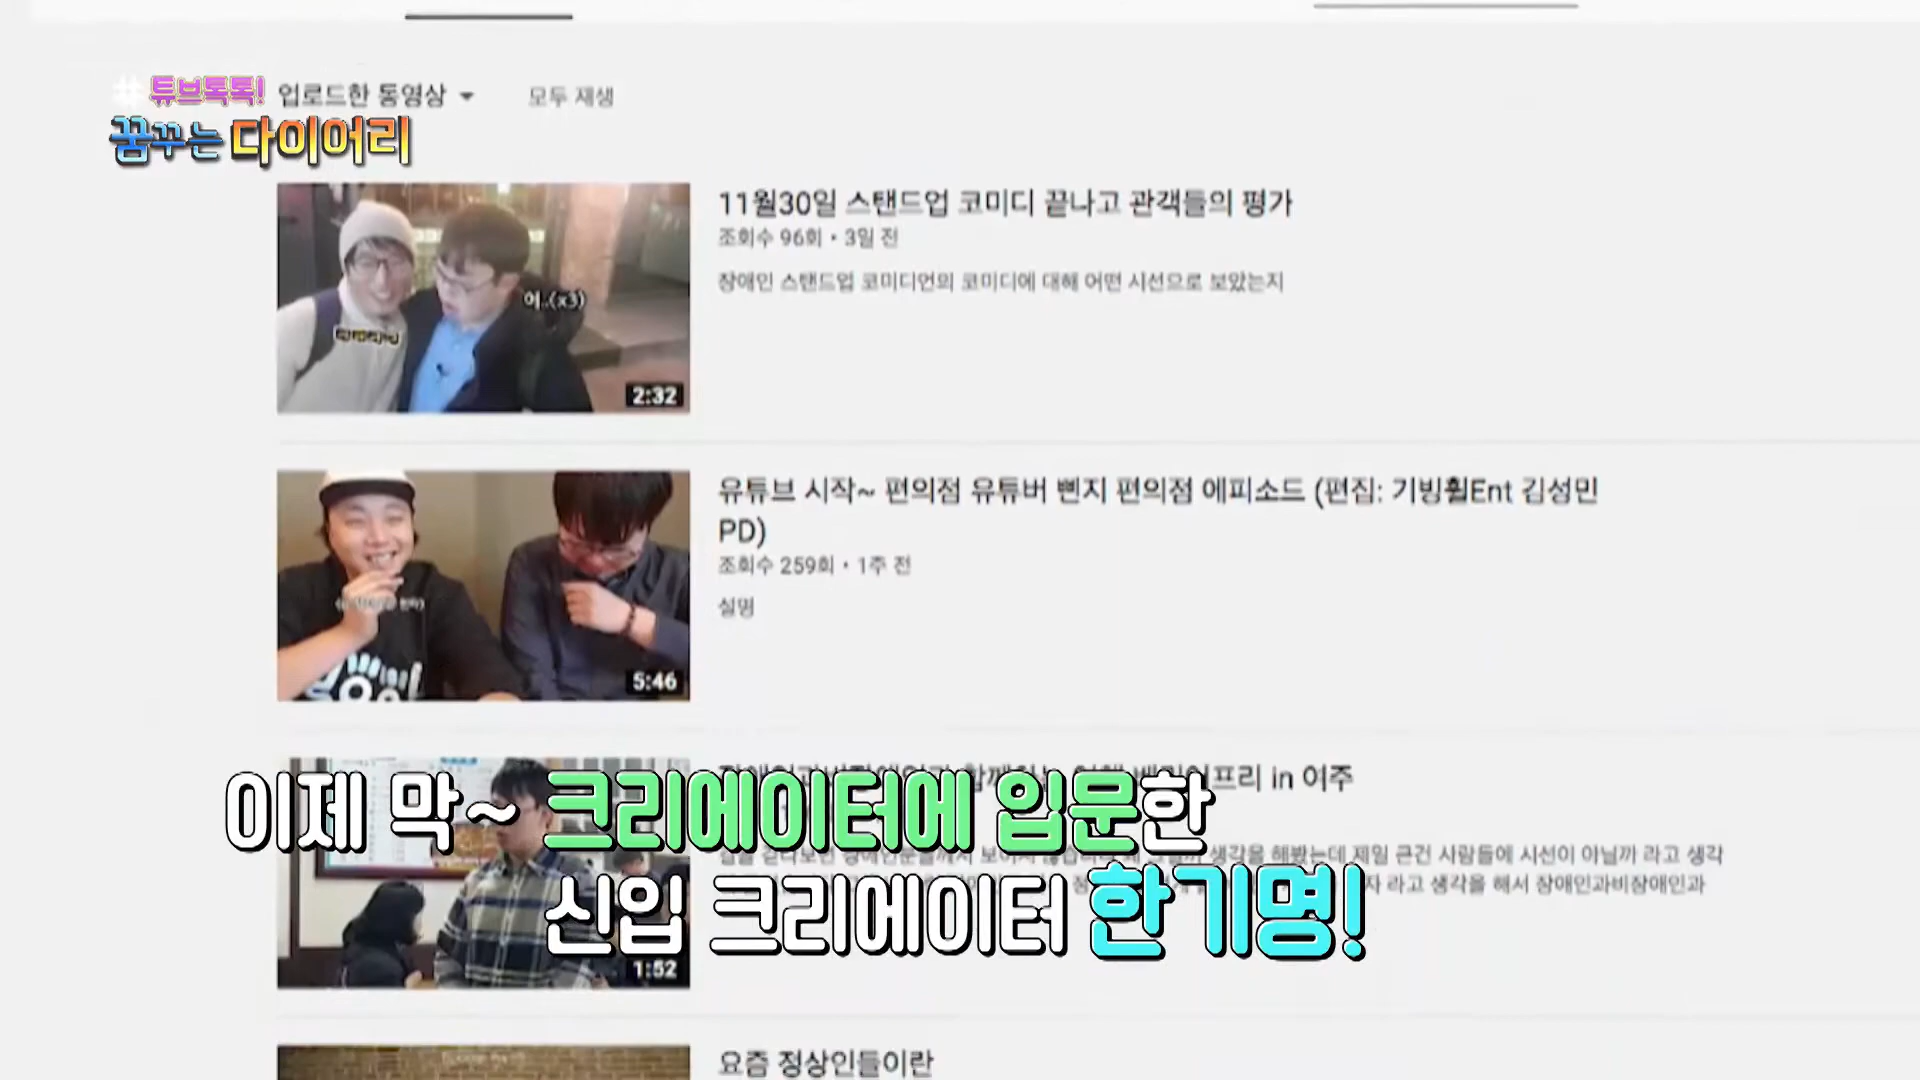 #튜브톡톡!
꿈꾸는 다이어리
업로드한 동영상 모두 재생
11월30일 스탠드업 코미디 끝나고 관객들의 평가
조회수 96회 • 3일 전
장애인 스탠드업 코미디언의 코미디에 대해 어떤 시선으로 보았는지
어..(x3)
2:32
유튜브 시작~ 편의점 유튜버 삔지 편의점 에피소드 (편집: 기빙휠Ent 김성민
PD)
조회수 259회 • 1주 전
설명
5:46
in 여주
이제 막~ 크리에이터에 입문한
생각을 해봤는데 제일 큰건 사람들에 시선이 아닐까 라고 생각
라고 생각을 해서 장애인과비장애인과
신입 크리에이터 한기명!
1:52
요즘 정상인들이란